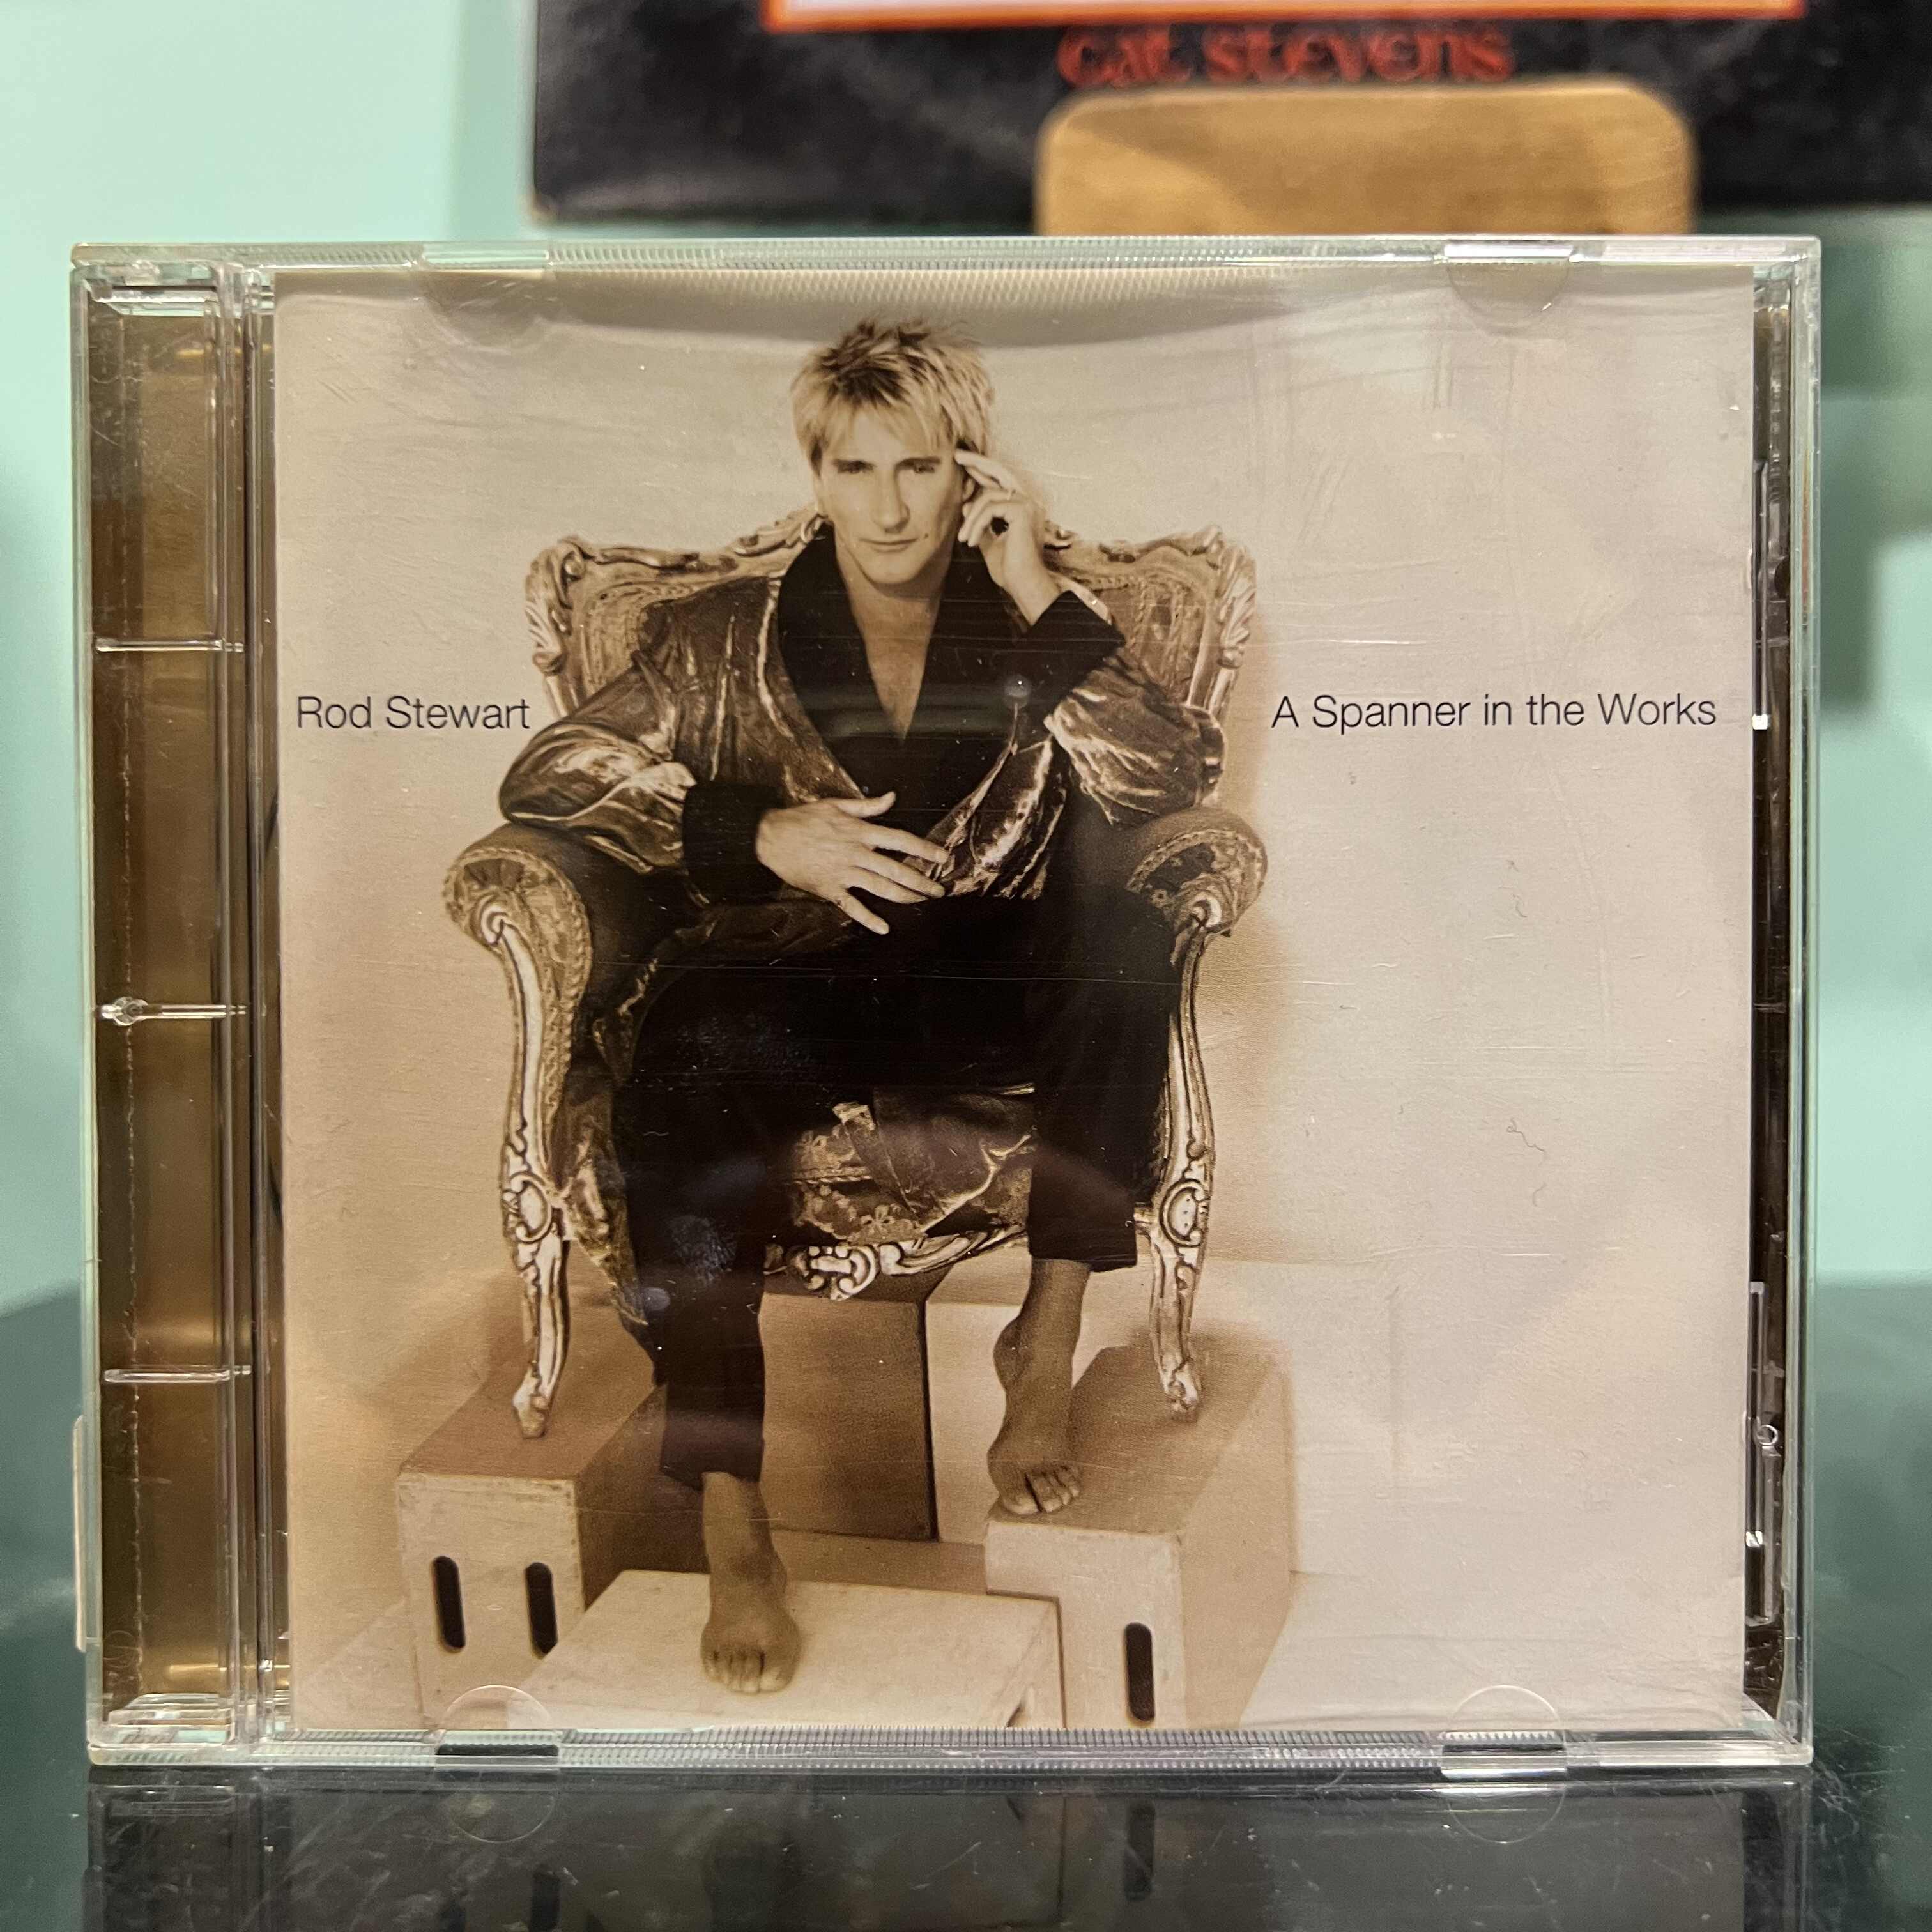 cat stevens
Rod Stewart
A Spanner in the Works